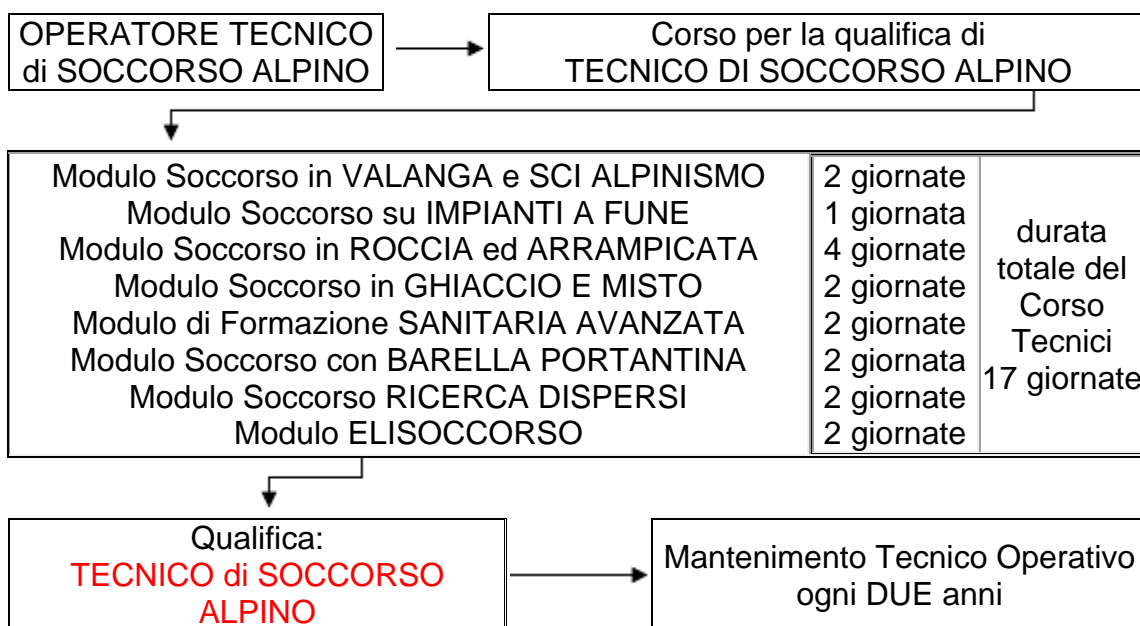 OPERATORE TECNICO
di SOCCORSO ALPINO
Corso per la qualifica di
TECNICO DI SOCCORSO ALPINO
Modulo Soccorso in VALANGA e SCI ALPINISMO 2 giornate
Modulo Soccorso su IMPIANTI A FUNE 1 giornata
Modulo Soccorso in ROCCIA ed ARRAMPICATA 4 giornate
Modulo Soccorso in GHIACCIO E MISTO 2 giornate
Modulo di Formazione SANITARIA AVANZATA 2 giornate
Modulo Soccorso con BARELLA PORTANTINA 2 giornata
Modulo Soccorso RICERCA DISPERSI 2 giornate
Modulo ELISOCCORSO 2 giornate
durata
totale del
Corso
Tecnici
17 giornate
Qualifica:
TECNICO di SOCCORSO
ALPINO
Mantenimento Tecnico Operativo
ogni DUE anni